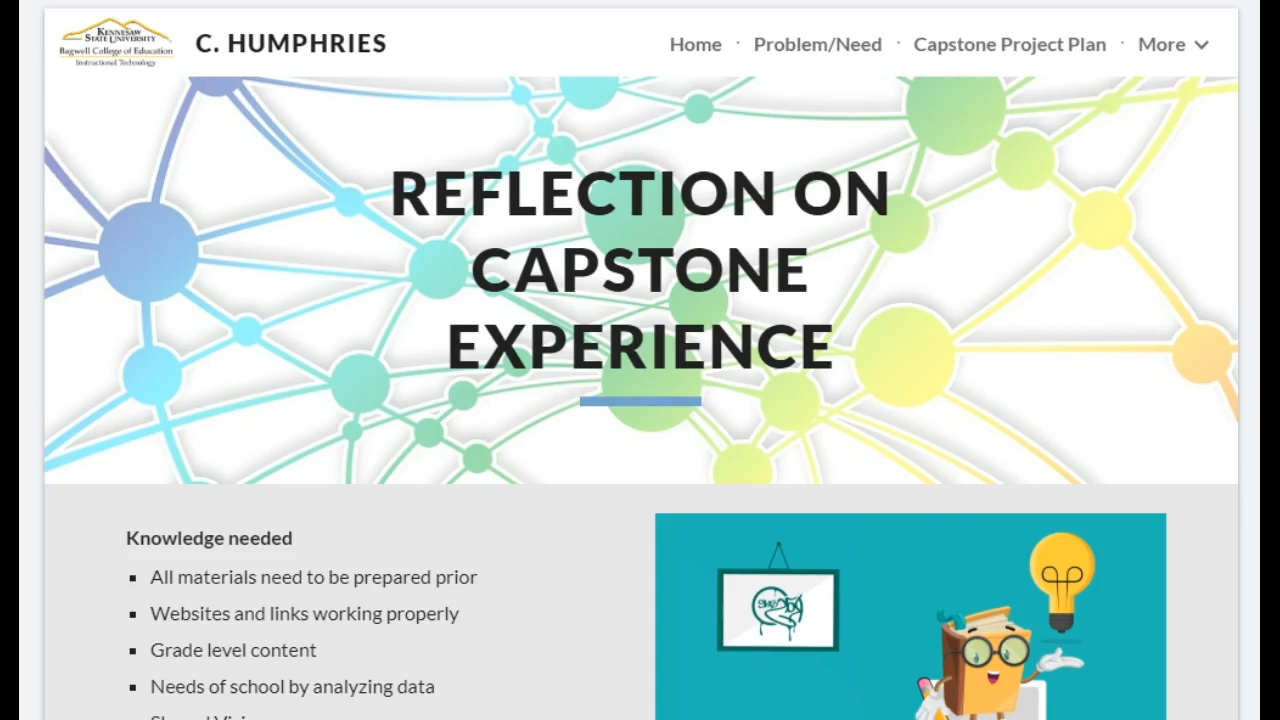 KENNESAW
STATE UNIVERSITY
Bagwell College of Education
Instructional Technology
C. HUMPHRIES
Home · Problem/Need · Capstone Project Plan · More
REFLECTION ON
CAPSTONE
EXPERIENCE
Knowledge needed
▪ All materials need to be prepared prior
▪ Websites and links working properly
▪ Grade level content
▪ Needs of school by analyzing data